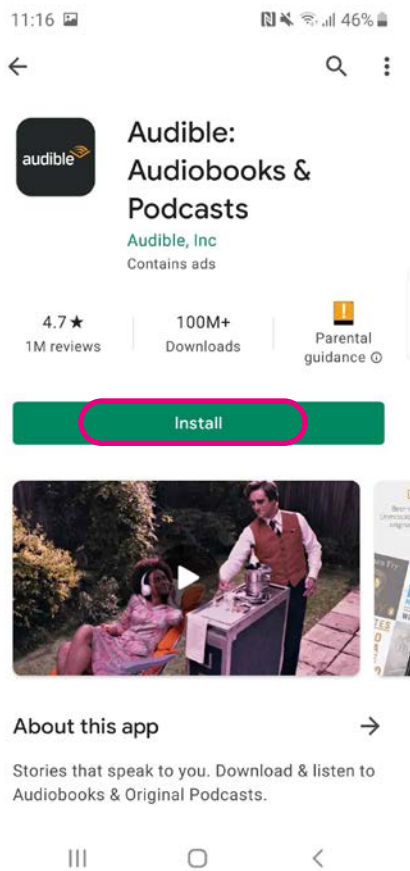 11:16 46%
audible
Audible:
Audiobooks &
Podcasts
Audible, Inc
Contains ads
4.7★ 100M+
1M reviews Downloads Parental
guidance
Install
About this app
Stories that speak to you. Download & listen to
Audiobooks & Original Podcasts.